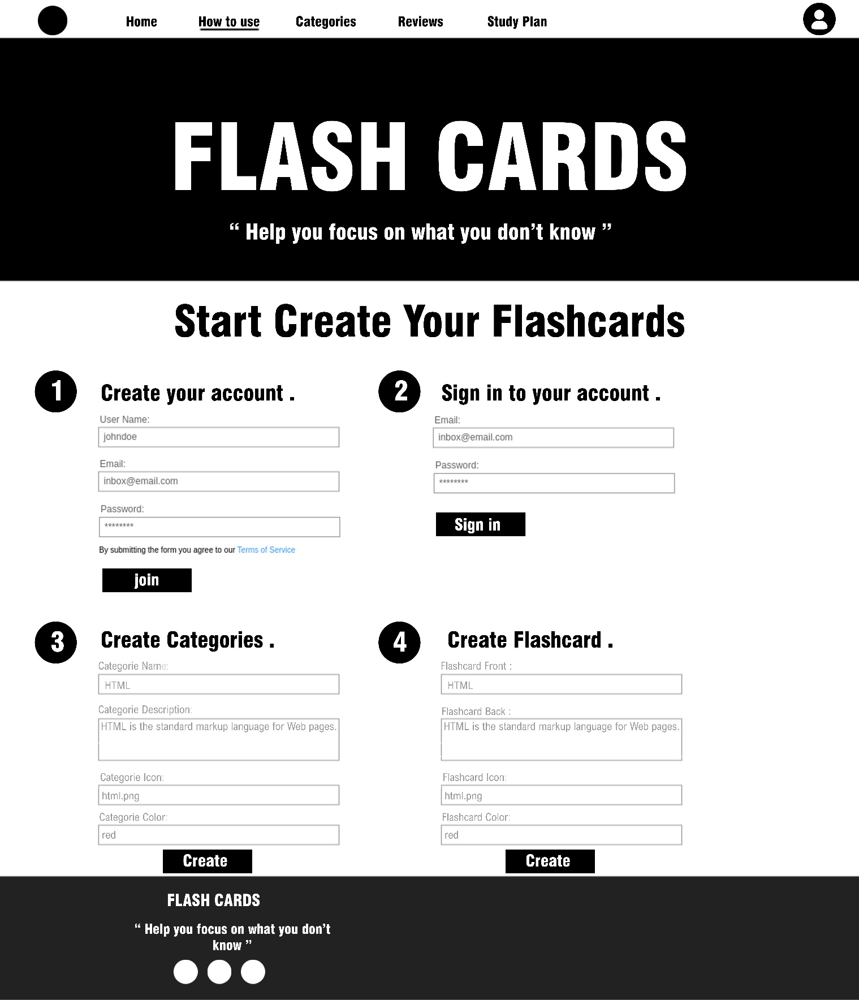 Home How to use Categories Reviews Study Plan
FLASH CARDS
“ Help you focus on what you don’t know ”
Start Create Your Flashcards
1 Create your account .
User Name:
johndoe
Email:
inbox@email.com
Password:
********
By submitting the form you agree to our Terms of Service
join
2 Sign in to your account .
Email:
inbox@email.com
Password:
********
Sign in
3 Create Categories .
Categorie Name:
HTML
Categorie Description:
HTML is the standard markup language for Web pages.
Categorie Icon:
html.png
Categorie Color:
red
Create
4 Create Flashcard .
Flashcard Front :
HTML
Flashcard Back :
HTML is the standard markup language for Web pages.
Flashcard Icon:
html.png
Flashcard Color:
red
Create
FLASH CARDS
“ Help you focus on what you don’t
know ”